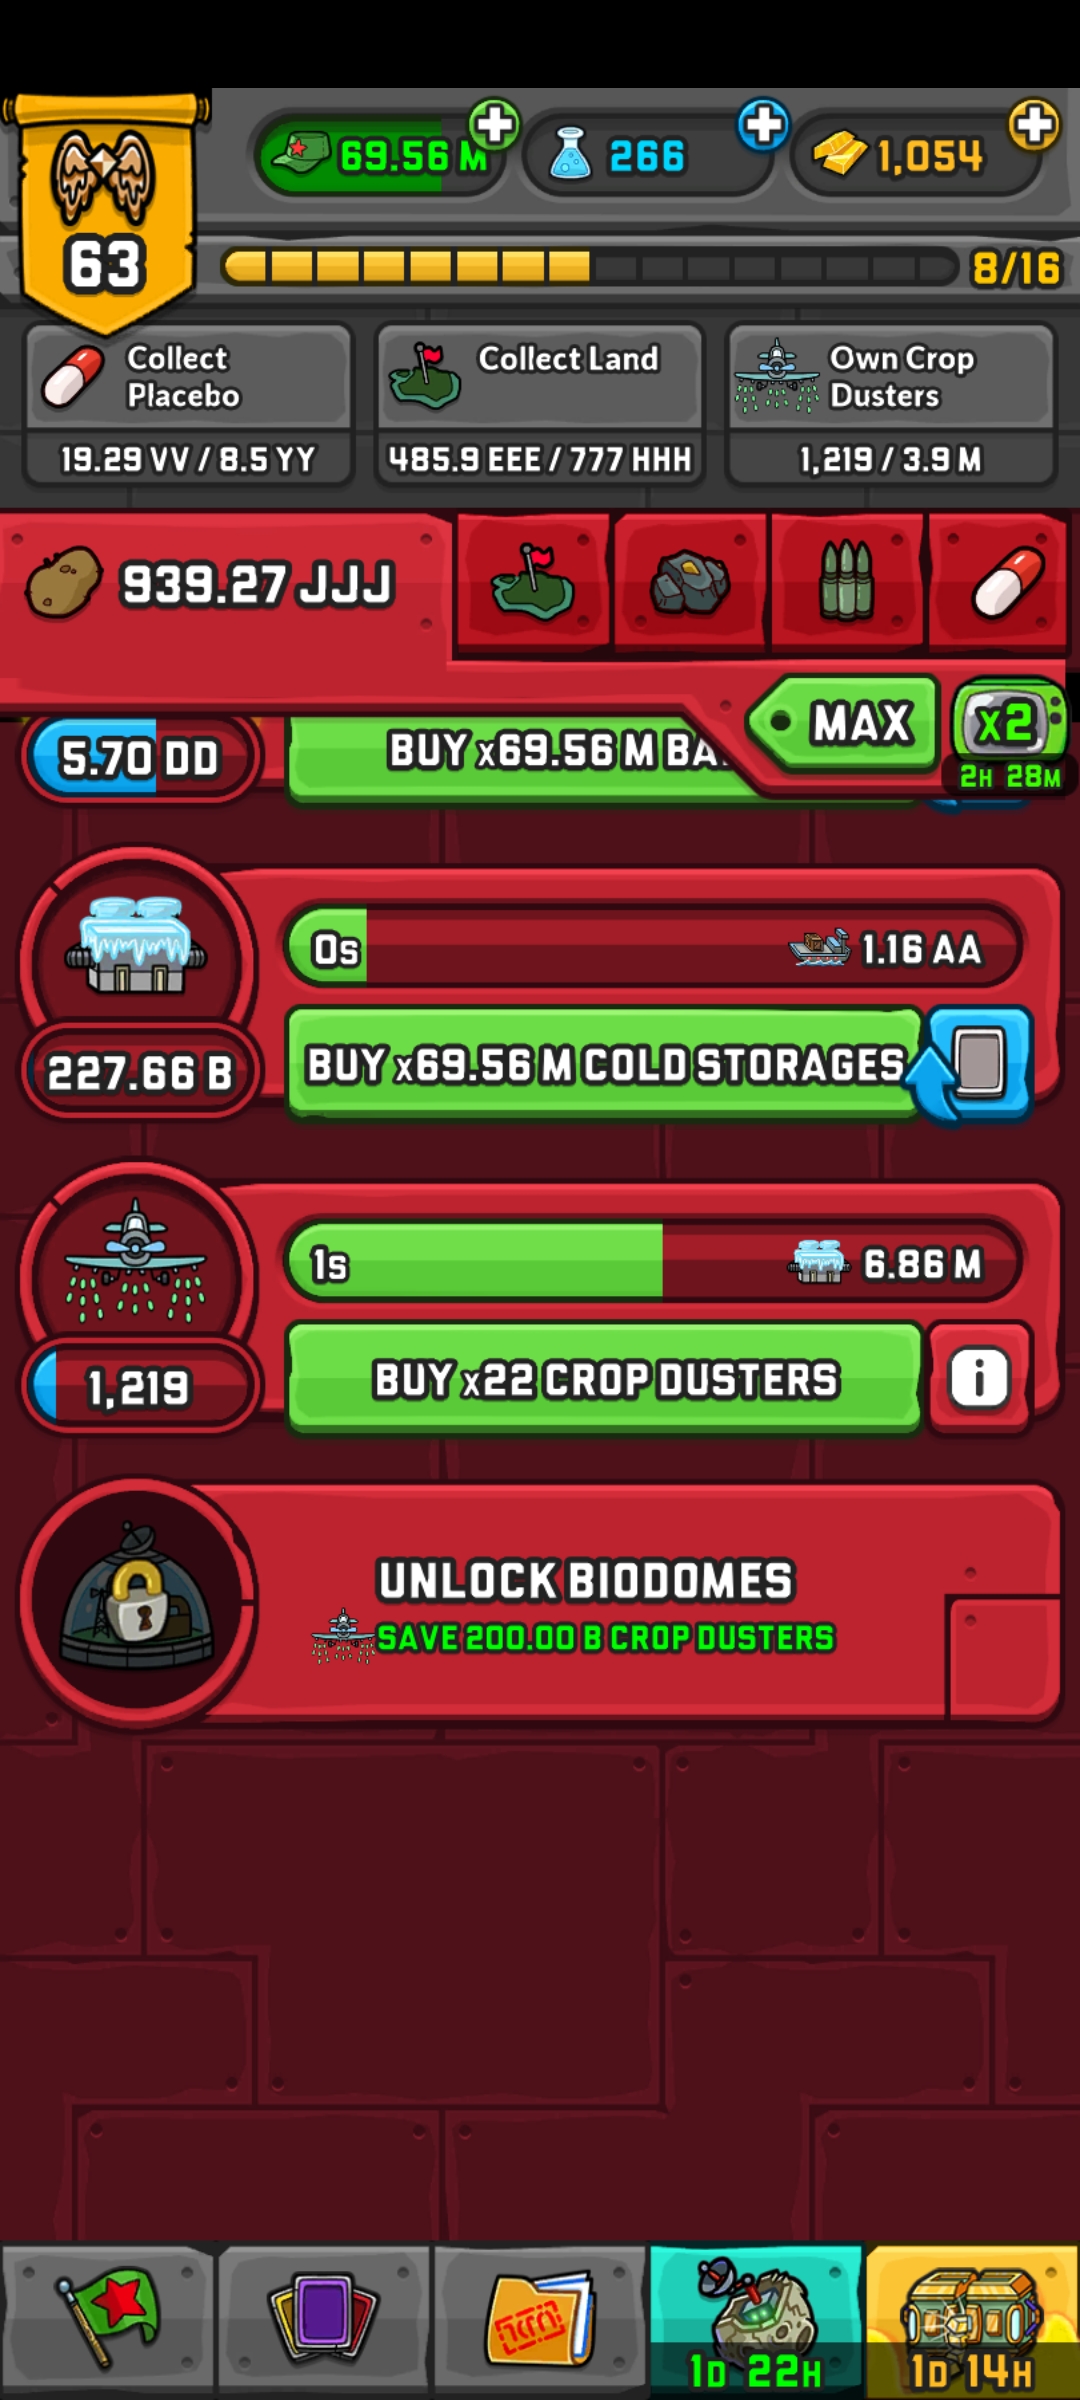 69.56 M
266
1,054
63
8/16
Collect
Placebo
19.29 VV / 8.5 YY
Collect Land
485.9 EEE / 777 HHH
Own Crop
Dusters
1,219 / 3.9 M
939.27 JJJ
MAX
X2
2H 28M
5.70 DD
BUY x69.56 M BA
0s
1.16 AA
227.66 B
BUY x69.56 M COLD STORAGES
1s
6.86 M
1,219
BUY x22 CROP DUSTERS
i
UNLOCK BIODOMES
SAVE 200.00 B CROP DUSTERS
1D 22H
1D 14H